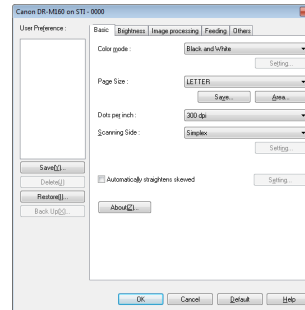 Canon DR-M160 on STI - 0000
User Preference :
Basic Brightness Image processing Feeding Others
Color mode : Black and White
Setting...
Page Size : LETTER
Save... Area...
Dots per inch : 300 dpi
Scanning Side : Simplex
Setting...
Save[Y]...
Delete[J]
Automatically straightens skewed Setting...
Restore[I]...
Back Up[X]...
About[Z]...
OK Cancel Default Help